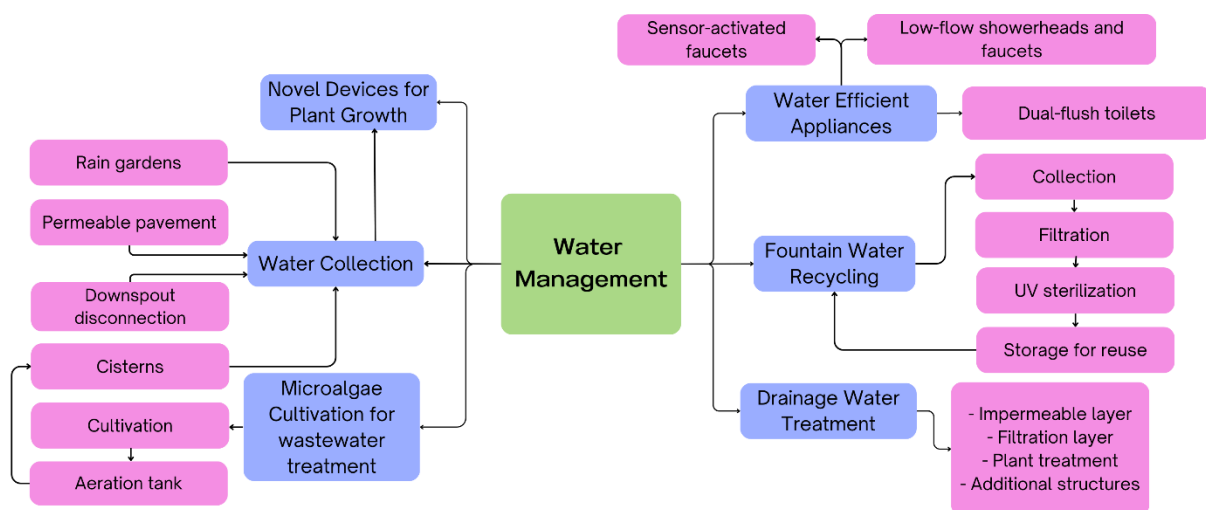 Sensor-activated
faucets
Low-flow showerheads and
faucets
Novel Devices for
Plant Growth
Water Efficient
Appliances
Dual-flush toilets
Rain gardens
Collection
Permeable pavement
Filtration
Water Collection
Water
Management
Fountain Water
Recycling
Downspout
disconnection
UV sterilization
Cisterns
Storage for reuse
Microalgae
Cultivation for
wastewater
treatment
Drainage Water
Treatment
Cultivation
Aeration tank
- Impermeable layer
- Filtration layer
- Plant treatment
- Additional structures